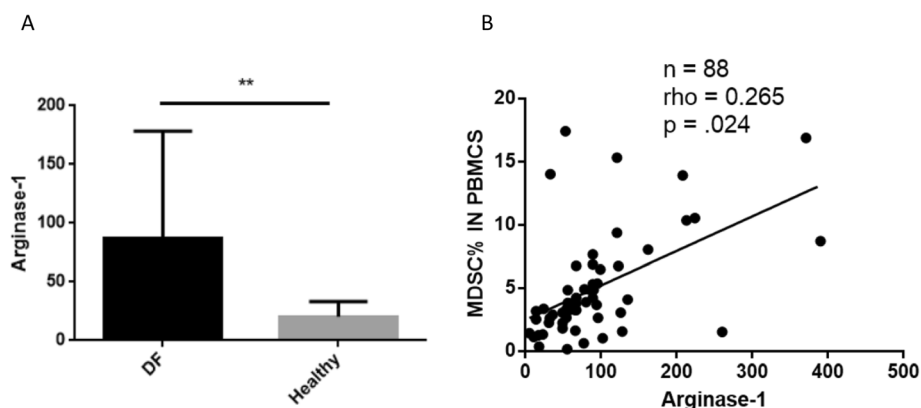 A
B
**
200
150
100
50
0
Arginase-1
DF
Healthy
n = 88
rho = 0.265
p = .024
20
15
10
5
0
MDSC% IN PBMCS
0 100 200 300 400 500
Arginase-1